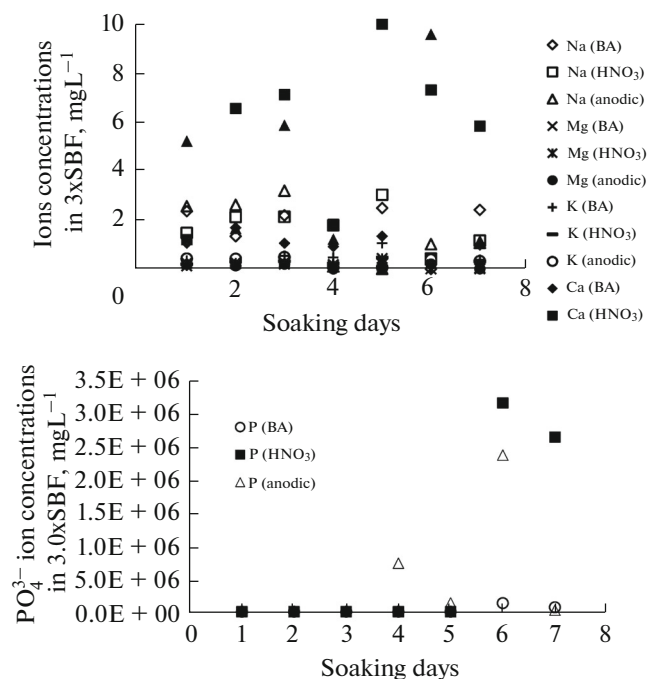 Ions concentrations
in 3xSBF, mgL⁻¹
10
8
6
4
2
0
2
4
6
8
Soaking days
Na (BA)
Na (HNO₃)
Na (anodic)
Mg (BA)
Mg (HNO₃)
Mg (anodic)
K (BA)
K (HNO₃)
K (anodic)
Ca (BA)
Ca (HNO₃)
PO₄³⁻ ion concentrations
in 3.0xSBF, mgL⁻¹
3.5E + 06
3.0E + 06
2.5E + 06
2.0E + 06
1.5E + 06
1.0E + 06
5.0E + 06
0.0E + 00
P (BA)
P (HNO₃)
P (anodic)
0 1 2 3 4 5 6 7 8
Soaking days